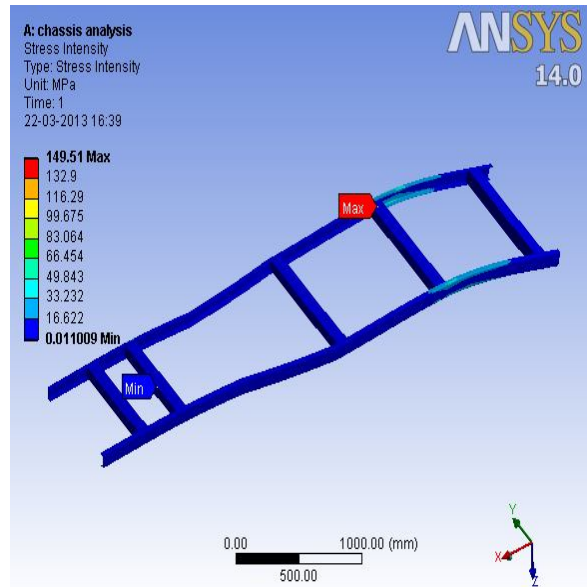 A: chassis analysis
Stress Intensity
Type: Stress Intensity
Unit: MPa
Time: 1
22-03-2013 16:39
ANSYS
14.0
149.51 Max
132.9
116.29
99.675
83.064
66.454
49.843
33.232
16.622
0.011009 Min
Max
Min
0.00 1000.00 (mm)
500.00
Y
X
Z